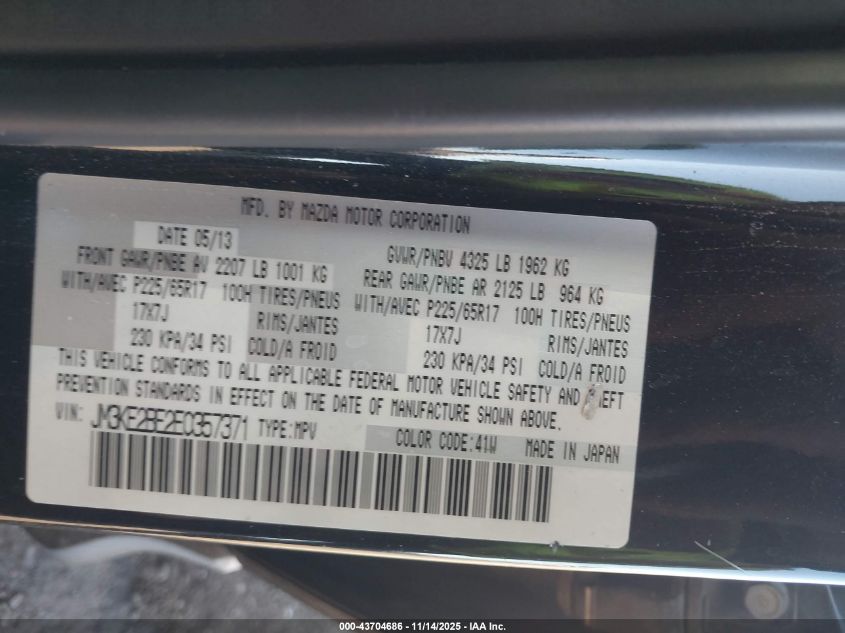 MFD. BY MAZDA MOTOR CORPORATION
DATE 05/13 GVWR/PNBV 4325 LB 1962 KG
FRONT GAWR/PNBE AV 2207 LB 1001 KG REAR GAWR/PNBE AR 2125 LB 964 KG
WITH/AVEC P225/65R17 100H TIRES/PNEUS WITH/AVEC P225/65R17 100H TIRES/PNEUS
17X7J RIMS/JANTES 17X7J RIMS/JANTES
230 KPA/34 PSI COLD/A FROID 230 KPA/34 PSI COLD/A FROID
THIS VEHICLE CONFORMS TO ALL APPLICABLE FEDERAL MOTOR VEHICLE SAFETY AND THEFT
PREVENTION STANDARDS IN EFFECT ON THE DATE OF MANUFACTURE SHOWN ABOVE.
VIN: JM3KE2BE2E0357371 TYPE:MPV
COLOR CODE:41W MADE IN JAPAN
000-43704686 - 11/14/2025 - IAA Inc.